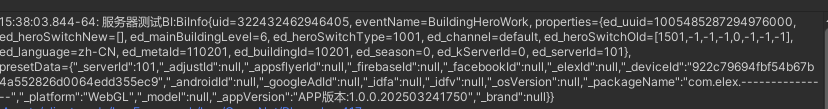 15:38:03.844-64: 服务器测试BI:BiInfo{uid=322432462946405, eventName=BuildingHeroWork, properties={ed_uuid=1005485287294976000,
ed_heroSwitchNew=[], ed_mainBuildingLevel=6, ed_heroSwitchType=1001, ed_channel=default, ed_heroSwitchOld=[1501,-1,-1,-1,0,-1,-1,-1],
ed_language=zh-CN, ed_metaId=110201, ed_buildingId=10201, ed_season=0, ed_kServerId=0, ed_serverId=101},
presetData={"_serverId":101,"_adjustId":null,"_appsflyerId":null,"_firebaseId":null,"_facebookId":null,"_elexId":null,"_deviceId":"922c79694fbf54b67b
4a552826d0064edd355ec9","_androidId":null,"_googleAdId":null,"_idfa":null,"_idfv":null,"_osVersion":null,"_packageName":"com.elex.--------------
-","_platform":"WebGL","_model":null,"_appVersion":"APP版本:1.0.0.202503241750","_brand":null}}